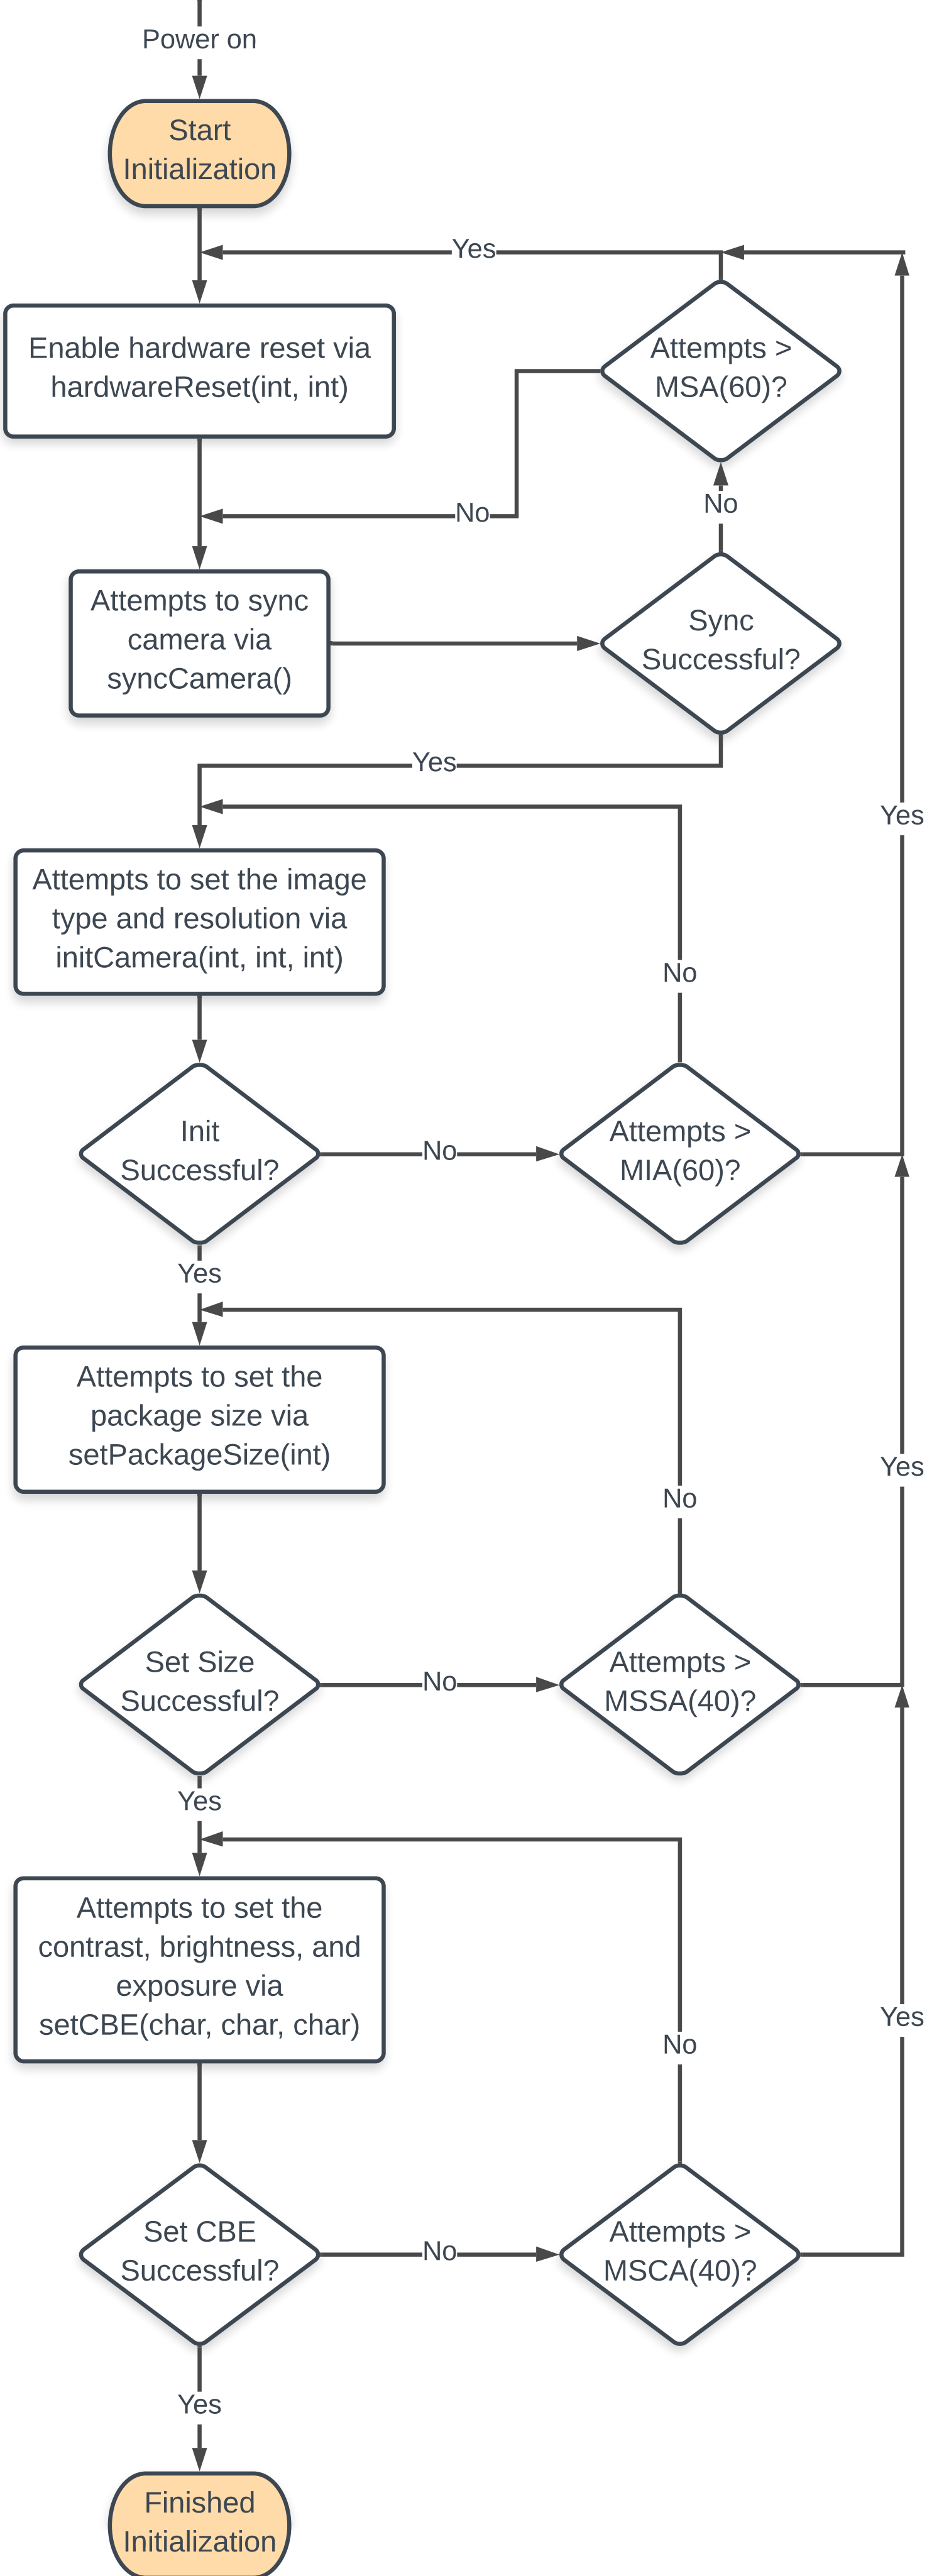 Power on
Start
Initialization
Yes
Enable hardware reset via
hardwareReset(int, int)
Attempts >
MSA(60)?
No
No
Attempts to sync
camera via
syncCamera()
Sync
Successful?
Yes
Yes
Attempts to set the image
type and resolution via
initCamera(int, int, int)
No
Init
Successful?
No
Attempts >
MIA(60)?
Yes
Attempts to set the
package size via
setPackageSize(int)
Yes
No
Set Size
Successful?
No
Attempts >
MSSA(40)?
Yes
Attempts to set the
contrast, brightness, and
exposure via
setCBE(char, char, char)
Yes
No
Set CBE
Successful?
No
Attempts >
MSCA(40)?
Yes
Finished
Initialization